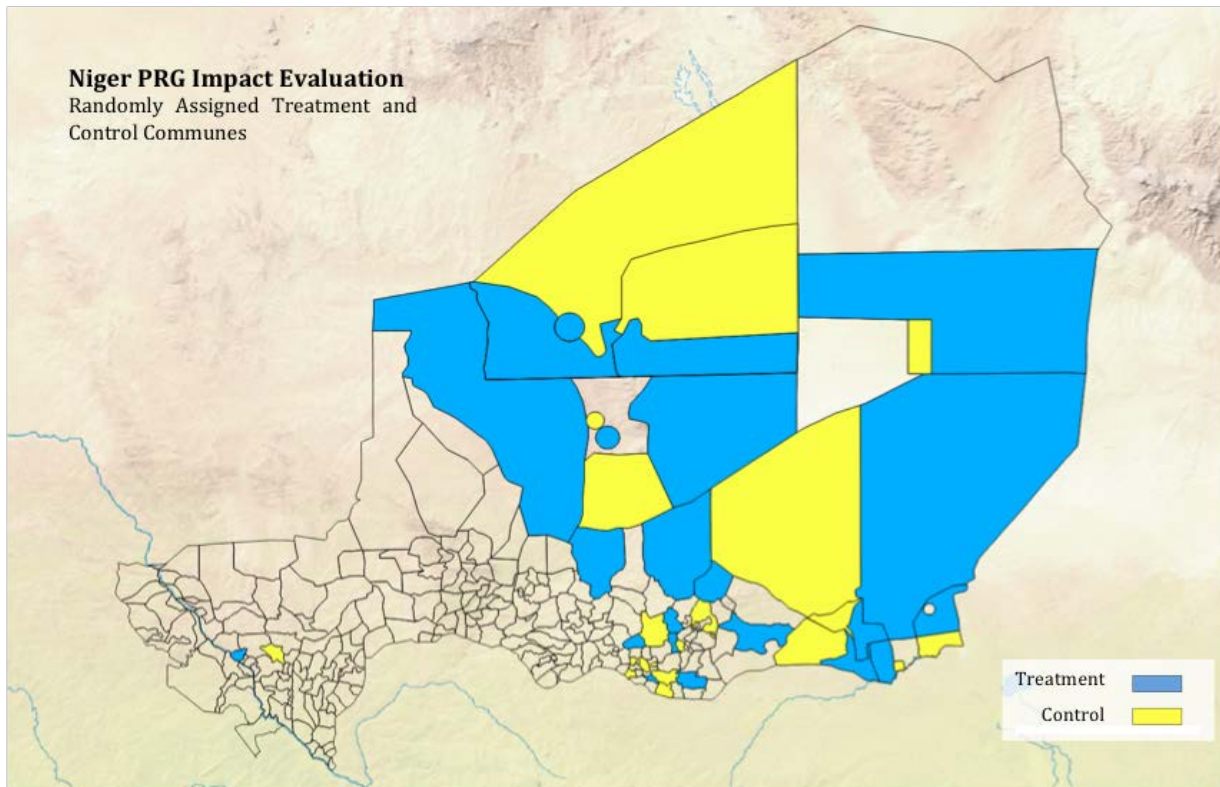 Niger PRG Impact Evaluation
Randomly Assigned Treatment and
Control Communes
Treatment
Control